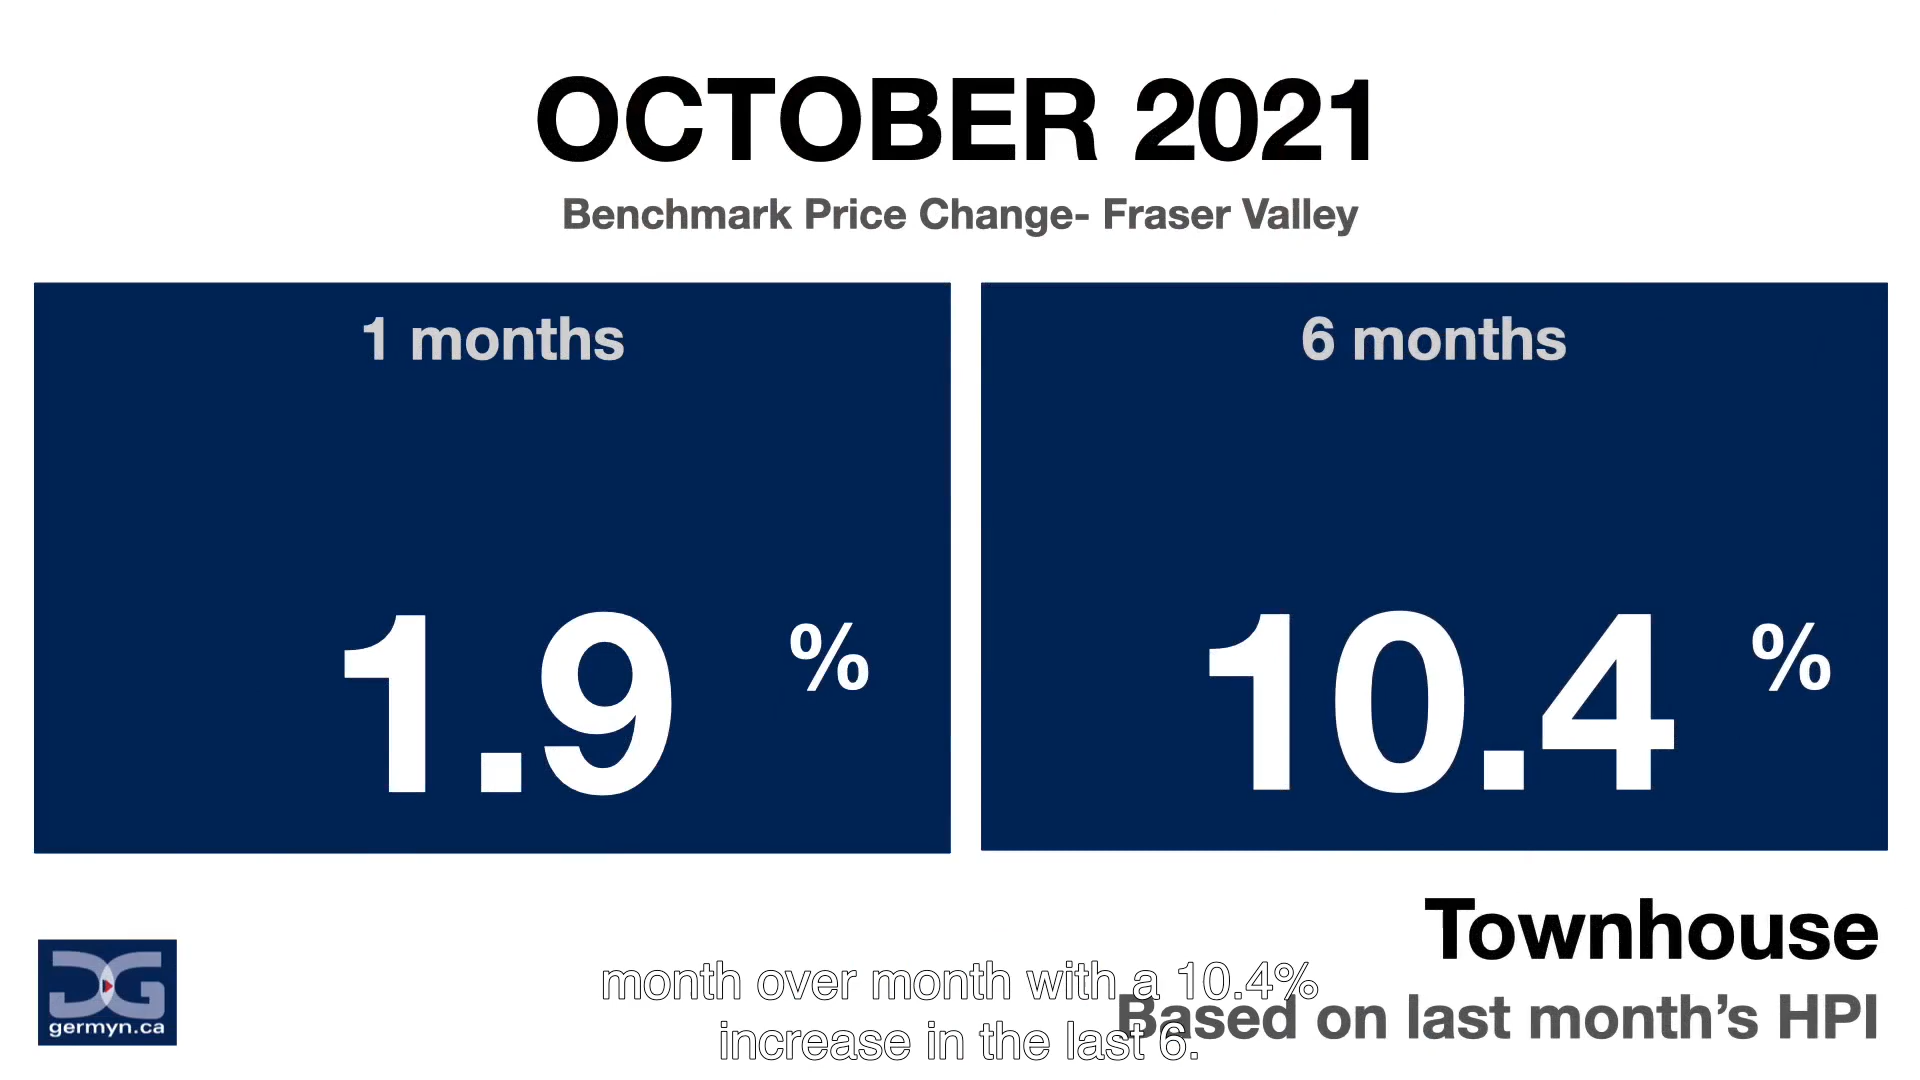 OCTOBER 2021
Benchmark Price Change- Fraser Valley
1 months
6 months
1.9 %
10.4 %
Townhouse
Based on last month’s HPI
month over month with a 10.4%
increase in the last 6.
DG
germyn.ca